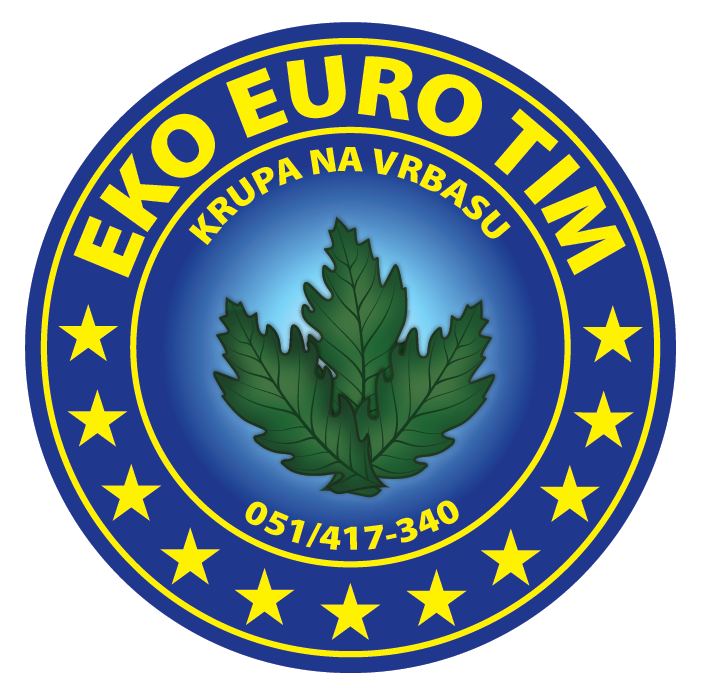 EKO EURO TIM
KRUPA NA VRBASU
051/417-340